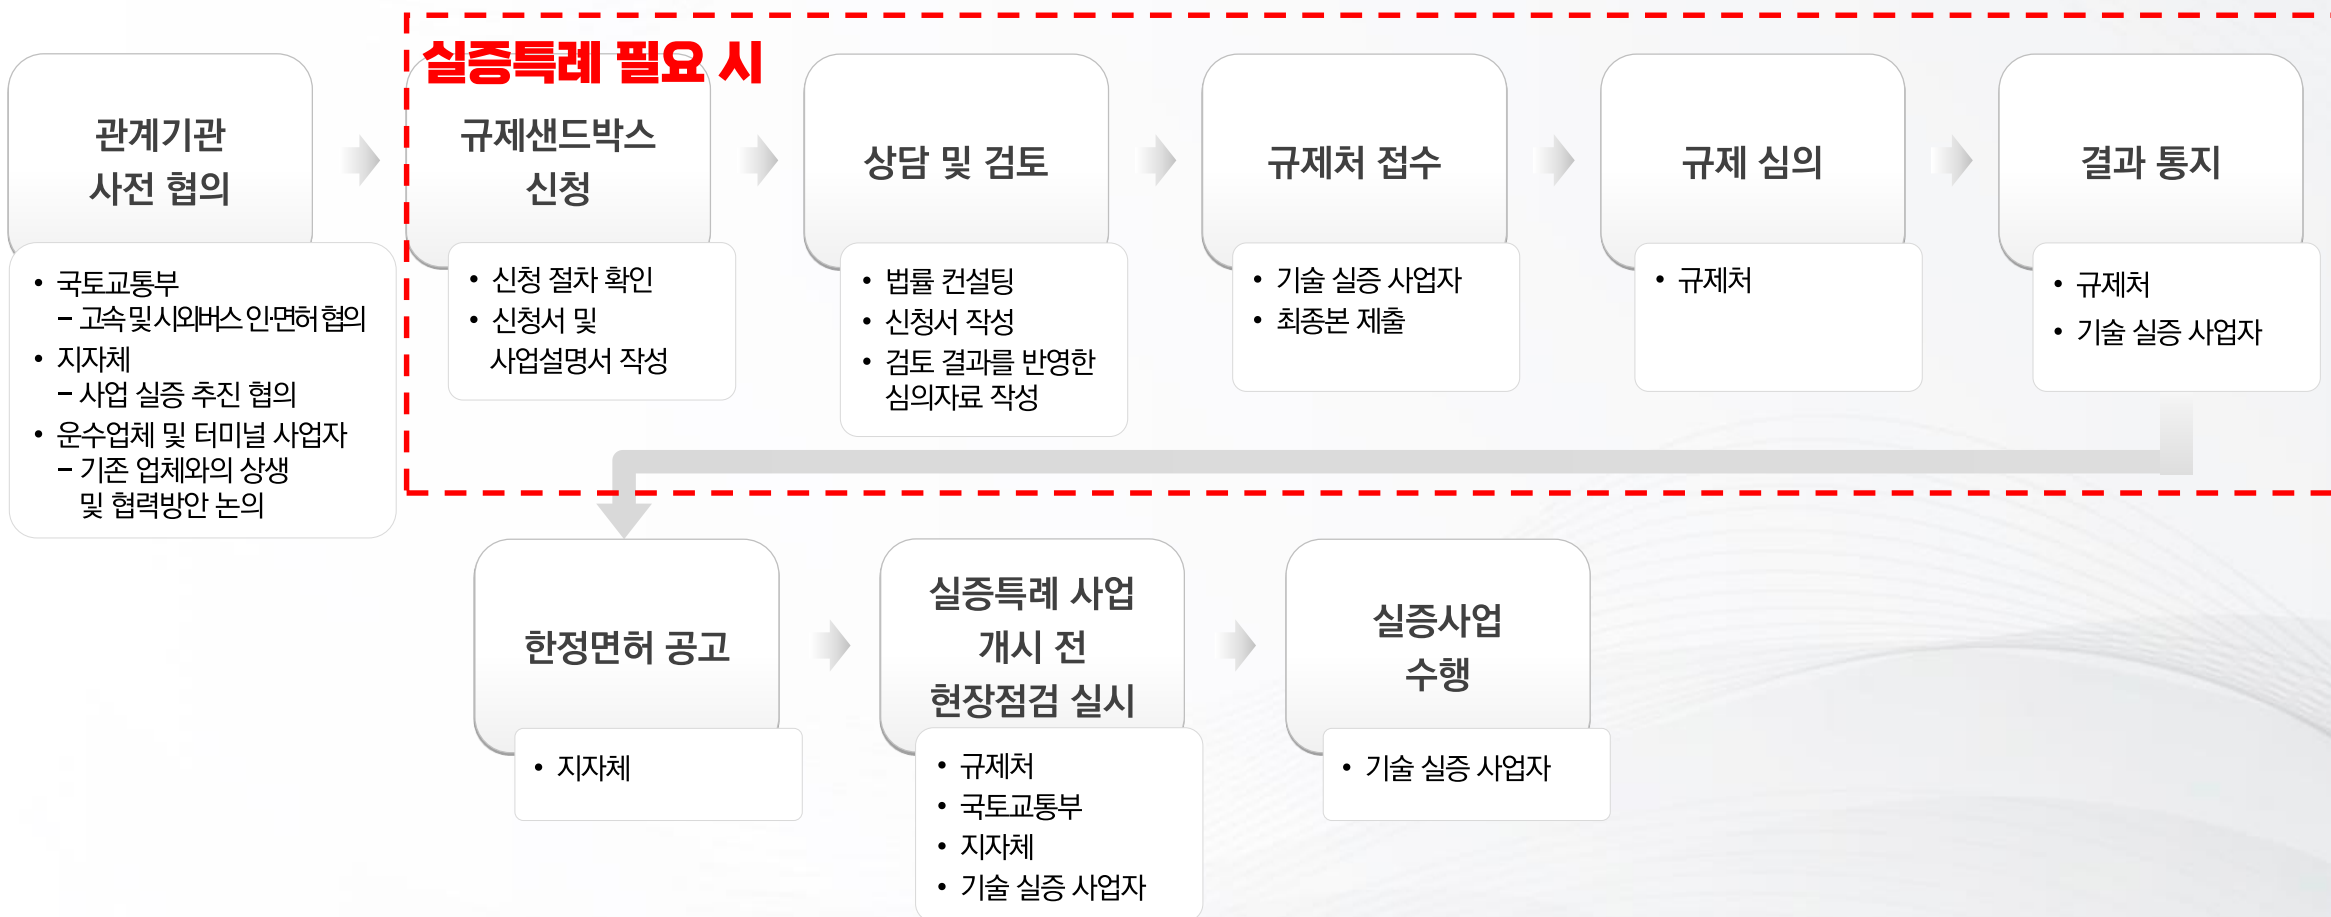 실증특례 필요 시
관계기관
사전 협의
• 국토교통부
– 고속 및 시외버스 인·면허 협의
• 지자체
– 사업 실증 추진 협의
• 운수업체 및 터미널 사업자
– 기존 업체와의 상생
및 협력방안 논의
규제샌드박스
신청
• 신청 절차 확인
• 신청서 및
사업설명서 작성
상담 및 검토
• 법률 컨설팅
• 신청서 작성
• 검토 결과를 반영한
심의자료 작성
규제처 접수
• 기술 실증 사업자
• 최종본 제출
규제 심의
• 규제처
결과 통지
• 규제처
• 기술 실증 사업자
한정면허 공고
• 지자체
실증특례 사업
개시 전
현장점검 실시
• 규제처
• 국토교통부
• 지자체
• 기술 실증 사업자
실증사업
수행
• 기술 실증 사업자